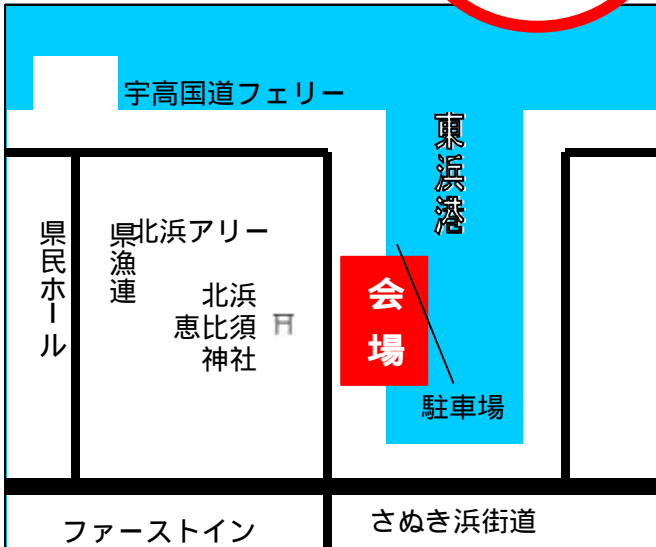 宇高国道フェリー
東浜港
県民ホール
県漁連
北浜アリー
北浜
恵比須
神社
会場
駐車場
ファーストイン
さぬき浜街道